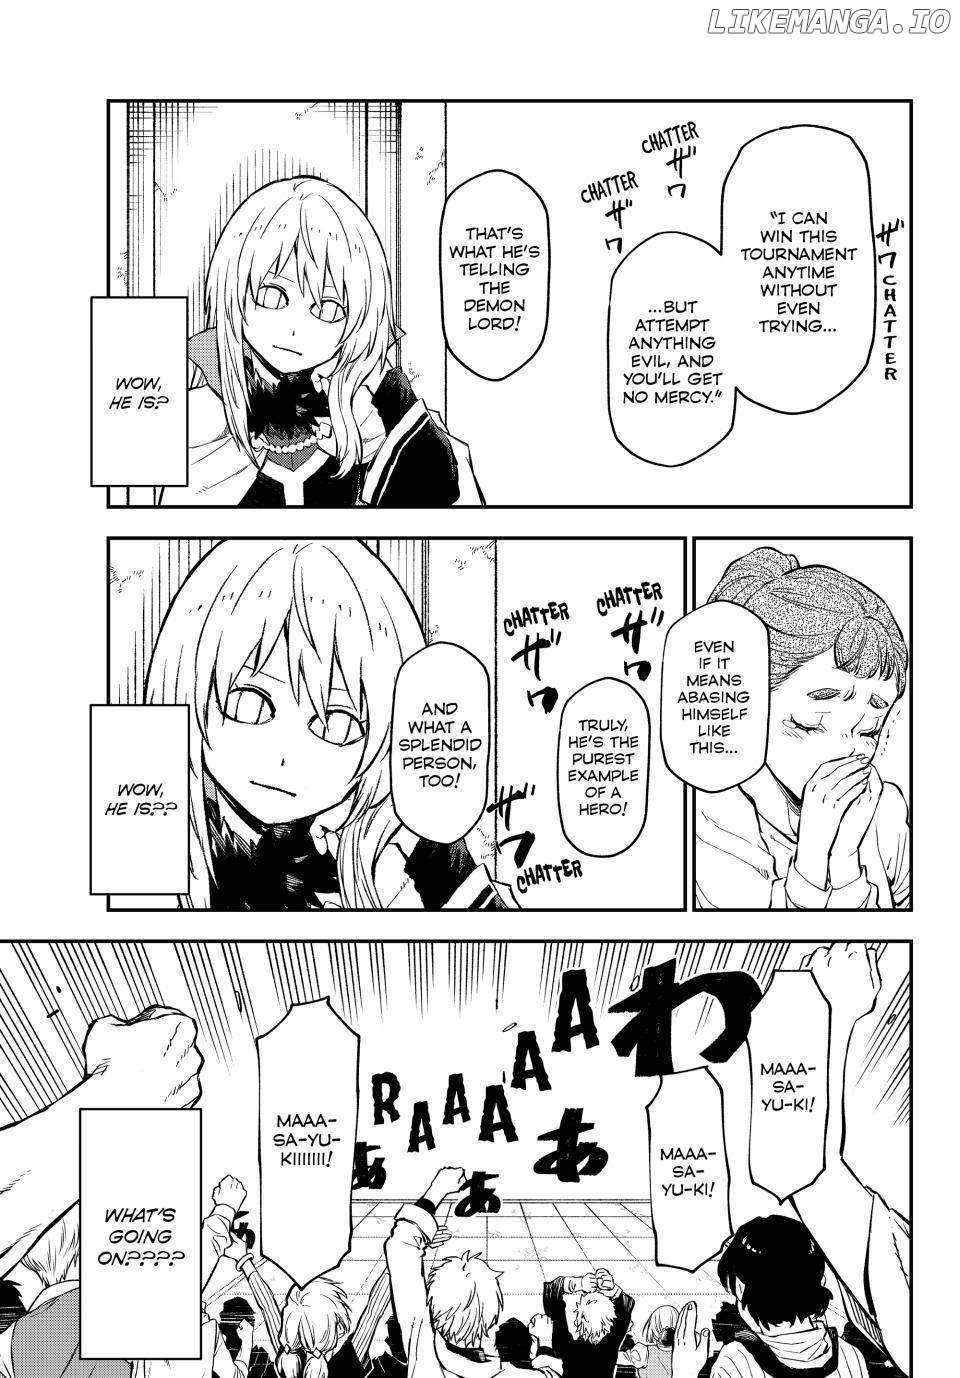 LIKEMANGA.IO
ザワ
CHATTER
"I CAN
WIN THIS
TOURNAMENT
ANYTIME
WITHOUT
EVEN
TRYING...
CHATTER
ザワ
CHATTER
ザワ
...BUT
ATTEMPT
ANYTHING
EVIL, AND
YOU'LL GET
NO MERCY."
THAT'S
WHAT HE'S
TELLING
THE
DEMON
LORD!
WOW,
HE IS?
EVEN
IF IT
MEANS
ABASING
HIMSELF
LIKE
THIS...
CHATTER
ザワ
CHATTER
ザワ
TRULY,
HE'S THE
PUREST
EXAMPLE
OF A
HERO!
ザワ
CHATTER
AND
WHAT A
SPLENDID
PERSON,
TOO!
WOW,
HE IS??
わ
あ
ぁ
ぁ
RAAAAAA
MAAA-
SA-
YU-KI!
MAAA-
SA-
YU-KI!
MAAA-
SA-YU-
KIIIIIII!
WHAT'S
GOING
ON????